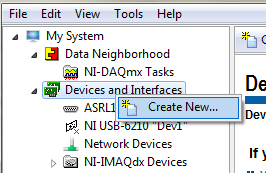 File Edit View Tools Help
My System
Data Neighborhood
NI-DAQmx Tasks
Devices and Interfaces
ASRL1
Create New...
NI USB-6210 "Dev1"
Network Devices
NI-IMAQdx Devices
De
Dev
If y